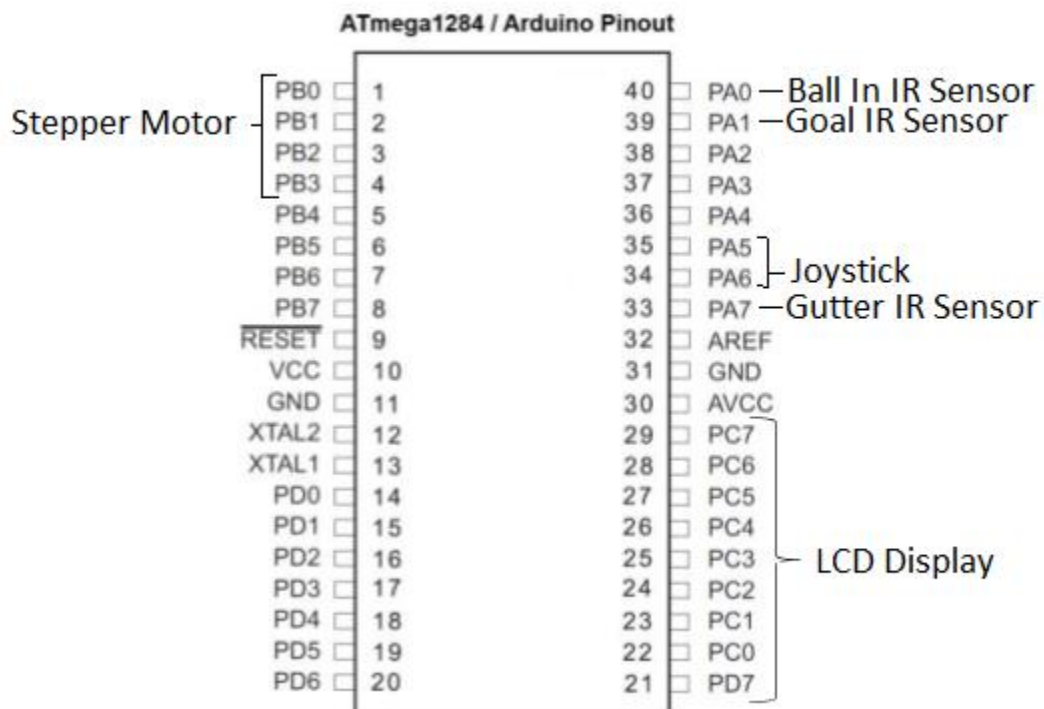 ATmega1284 / Arduino Pinout
PB0 1 40 PA0 Ball In IR Sensor
Stepper Motor PB1 2 39 PA1 Goal IR Sensor
PB2 3 38 PA2
PB3 4 37 PA3
PB4 5 36 PA4
PB5 6 35 PA5
PB6 7 34 PA6 Joystick
PB7 8 33 PA7 Gutter IR Sensor
RESET 9 32 AREF
VCC 10 31 GND
GND 11 30 AVCC
XTAL2 12 29 PC7
XTAL1 13 28 PC6
PD0 14 27 PC5
PD1 15 26 PC4
PD2 16 25 PC3 LCD Display
PD3 17 24 PC2
PD4 18 23 PC1
PD5 19 22 PC0
PD6 20 21 PD7